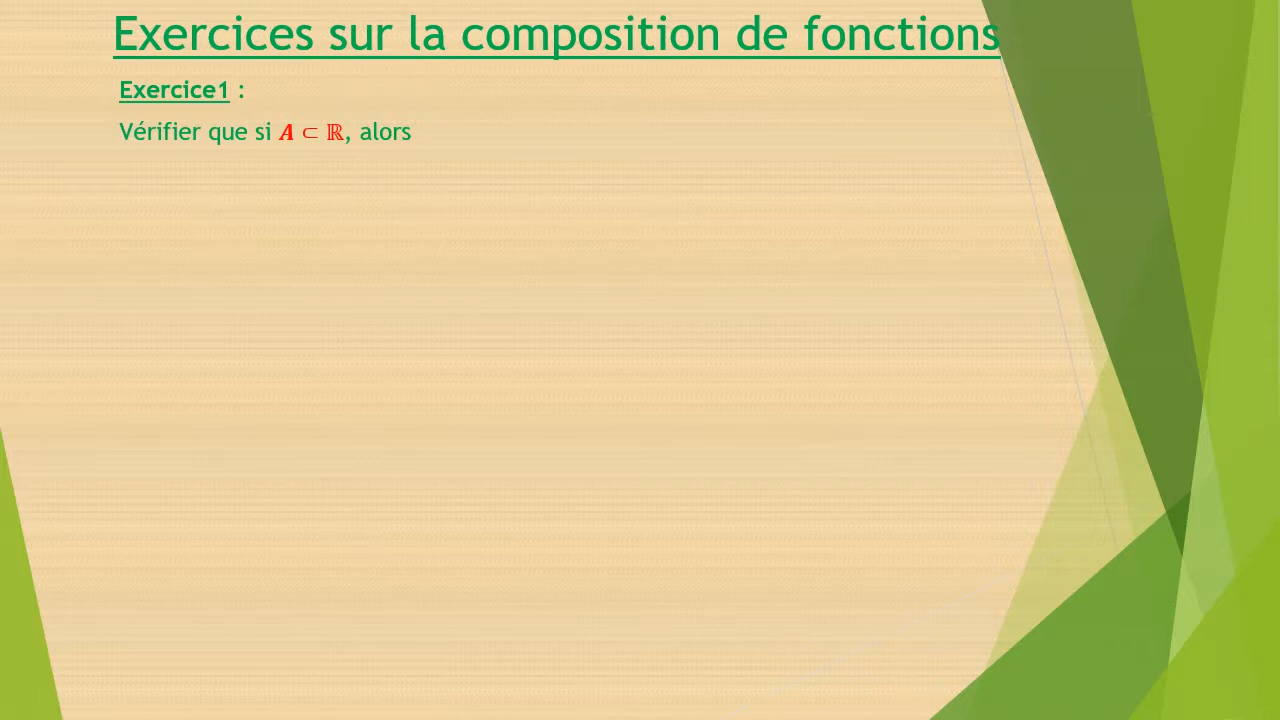 Exercices sur la composition de fonctions
Exercice1 :
Vérifier que si 𝑨 ⊂ ℝ, alors